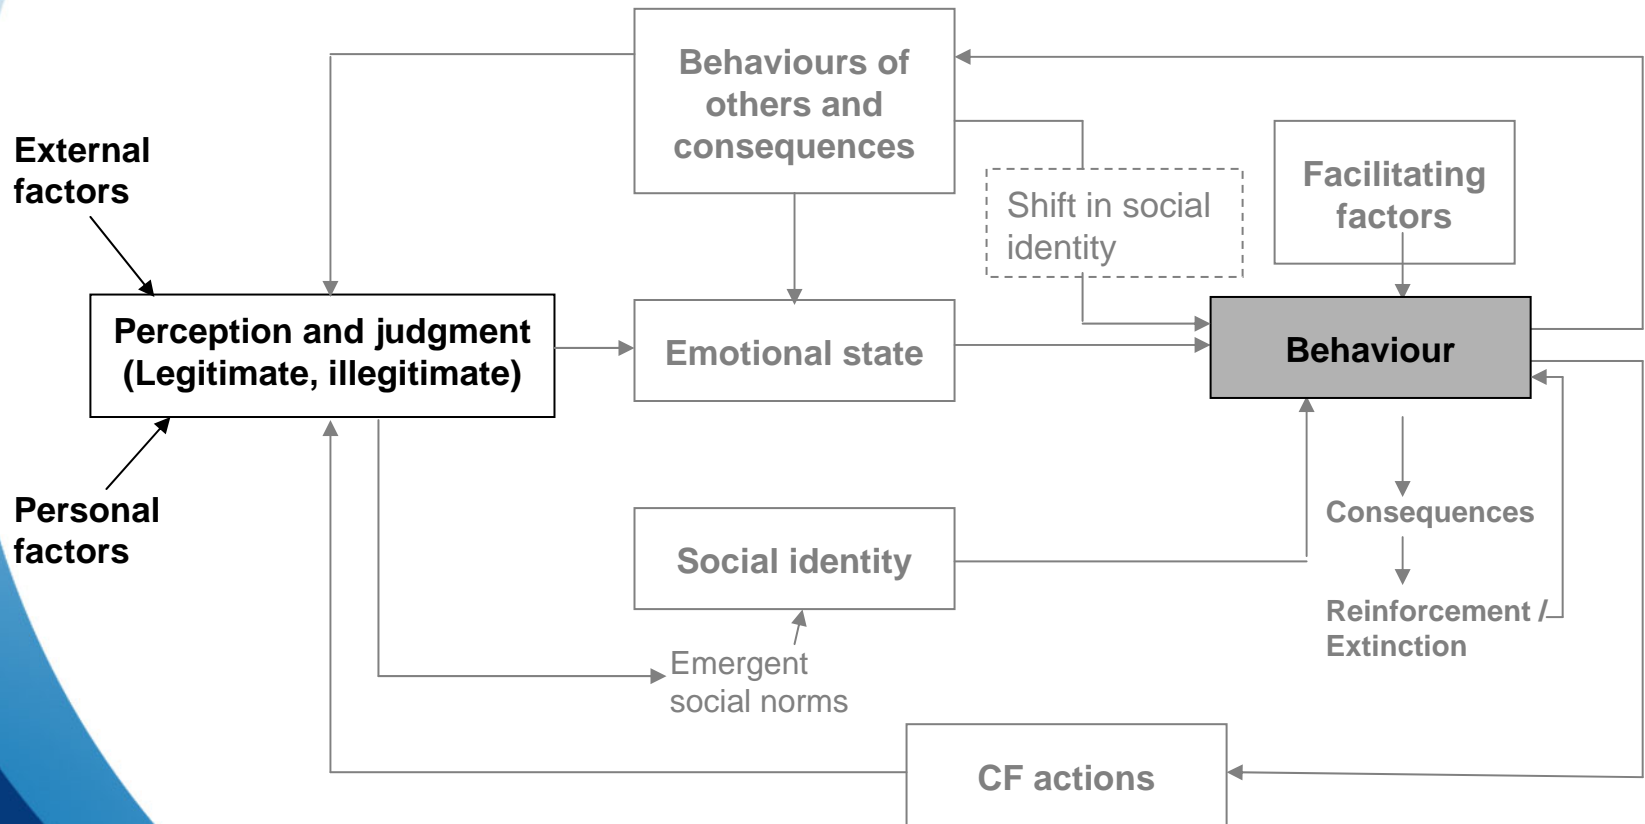 Behaviours of
others and
consequences
External
factors
Shift in social
identity
Facilitating
factors
Perception and judgment
(Legitimate, illegitimate)
Emotional state
Behaviour
Personal
factors
Social identity
Consequences
Reinforcement /
Extinction
Emergent
social norms
CF actions